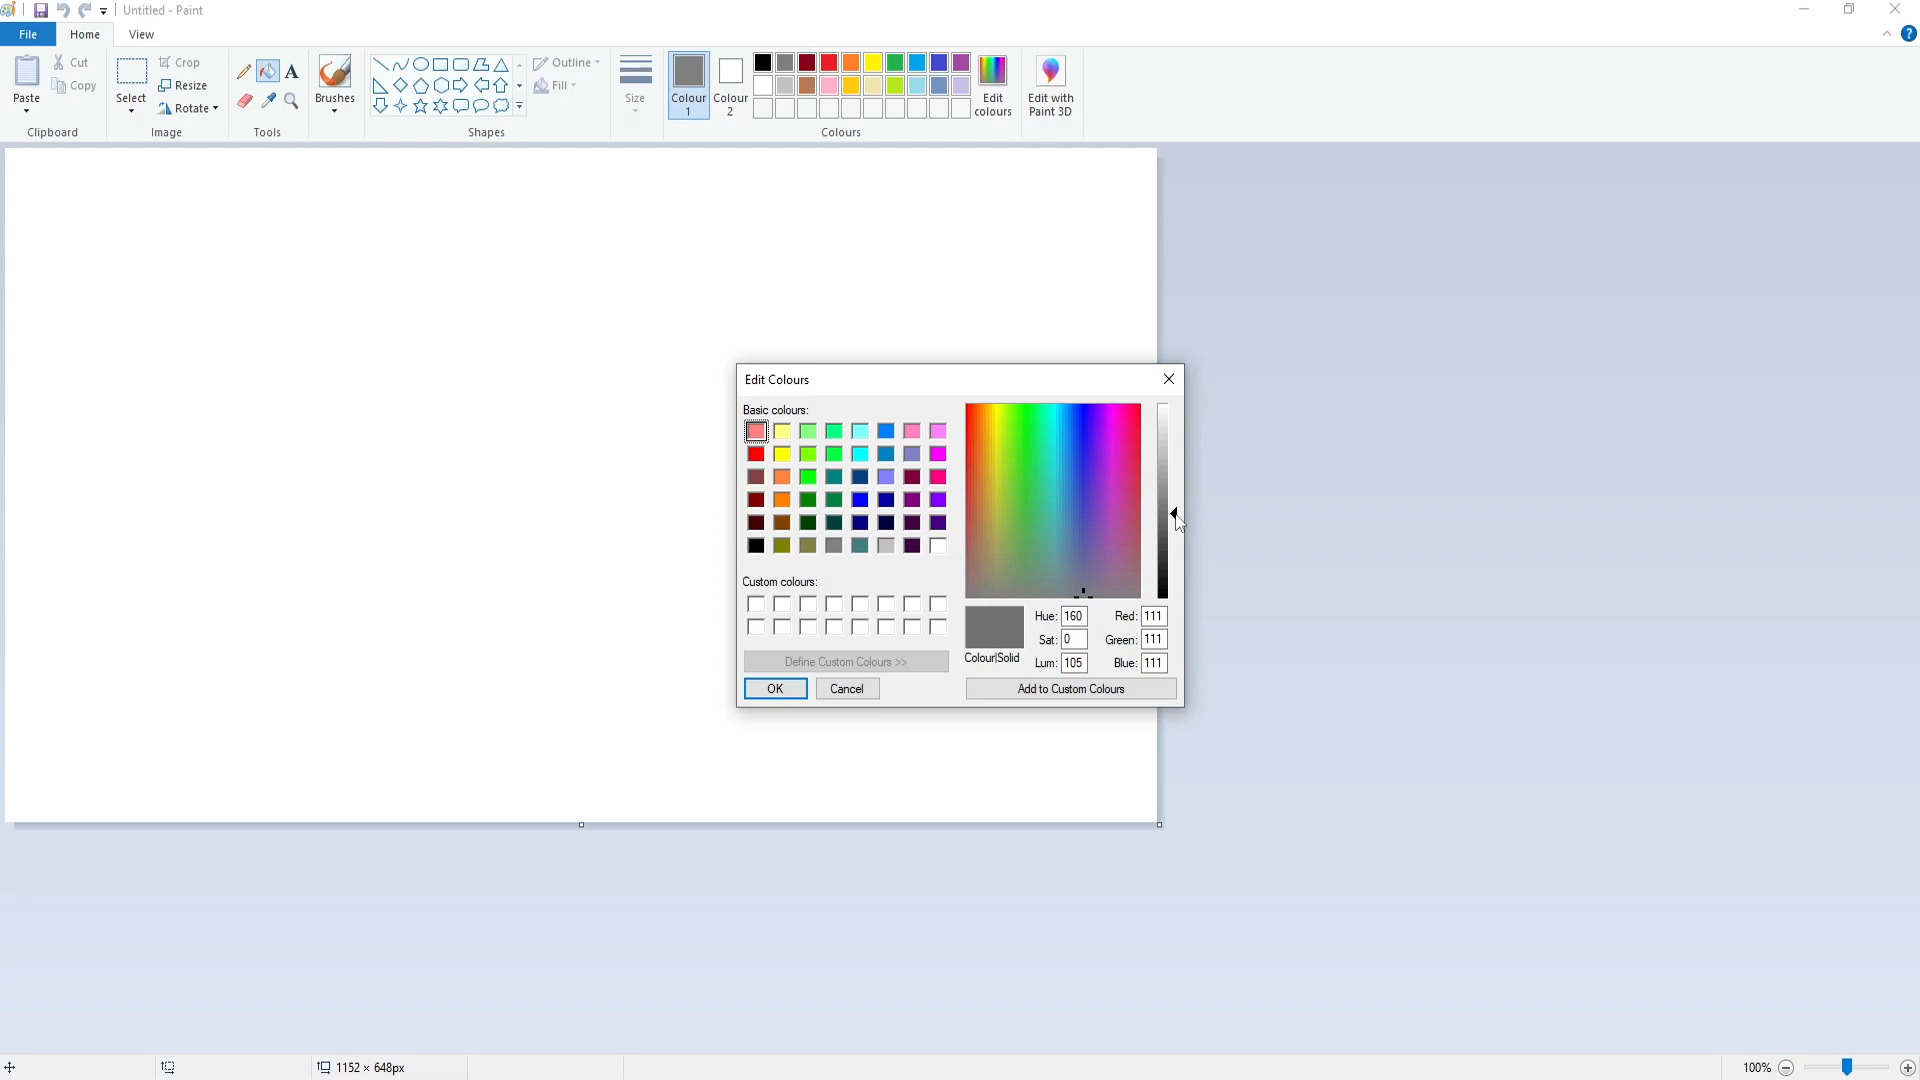 Untitled - Paint
File Home View
Paste
Cut
Copy
Clipboard
Select
Crop
Resize
Rotate
Image
A
Tools
Brushes
Shapes
Outline
Fill
Size
Colour 1
Colour 2
Colours
Edit colours
Edit with Paint 3D
?
Edit Colours
Basic colours:
Custom colours:
Define Custom Colours >>
OK Cancel
Colour|Solid
Hue: 160 Red: 111
Sat: 0 Green: 111
Lum: 105 Blue: 111
Add to Custom Colours
1152 × 648px
100%